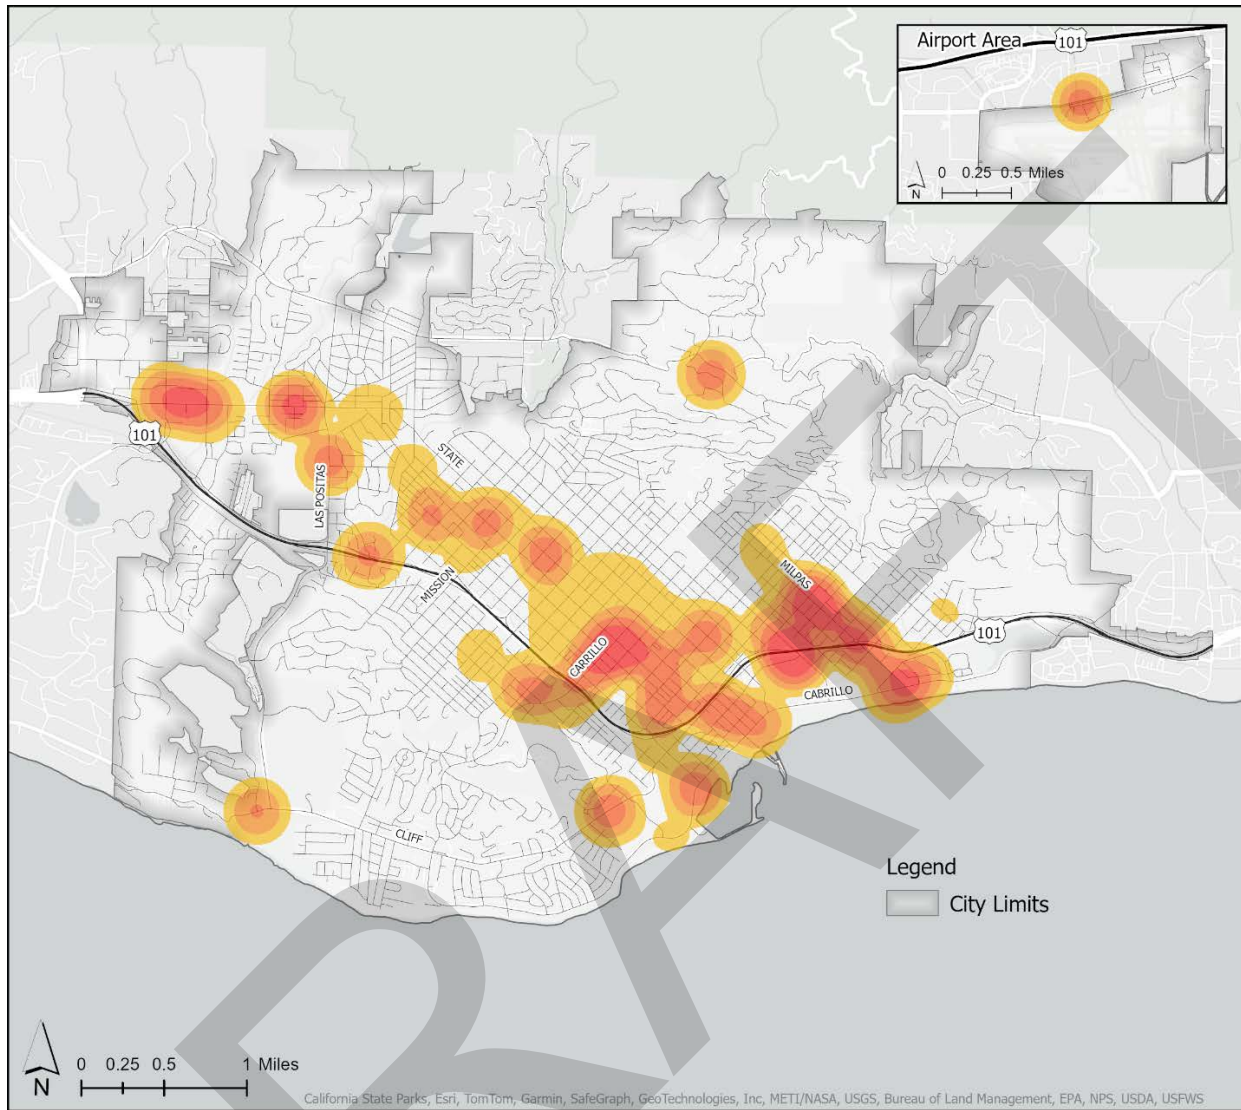 Airport Area
101
0 0.25 0.5 Miles
N
101
STATE
LAS POSITAS
MISSION
MILPAS
CARRILLO
101
CABRILLO
CLIFF
Legend
City Limits
N
0 0.25 0.5 1 Miles
California State Parks, Esri, TomTom, Garmin, SafeGraph, GeoTechnologies, Inc, METI/NASA, USGS, Bureau of Land Management, EPA, NPS, USDA, USFWS
DRAFT